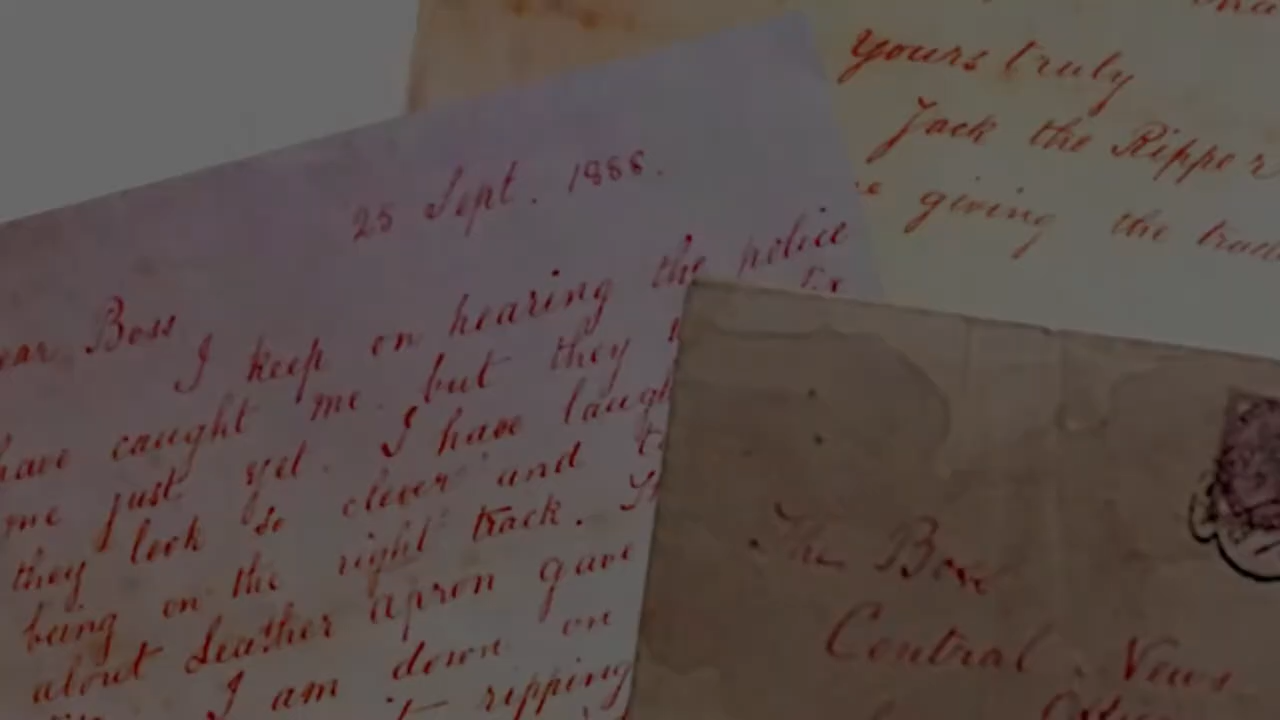 yours truly
Jack the Ripper
giving the
25 Sept. 1888.
Dear Boss
I keep on hearing the police
have caught me but they
me just yet. I have
they look so clever and
being on the right track.
about Leather apron gave
I am down on
ripping
The Boss
Central News